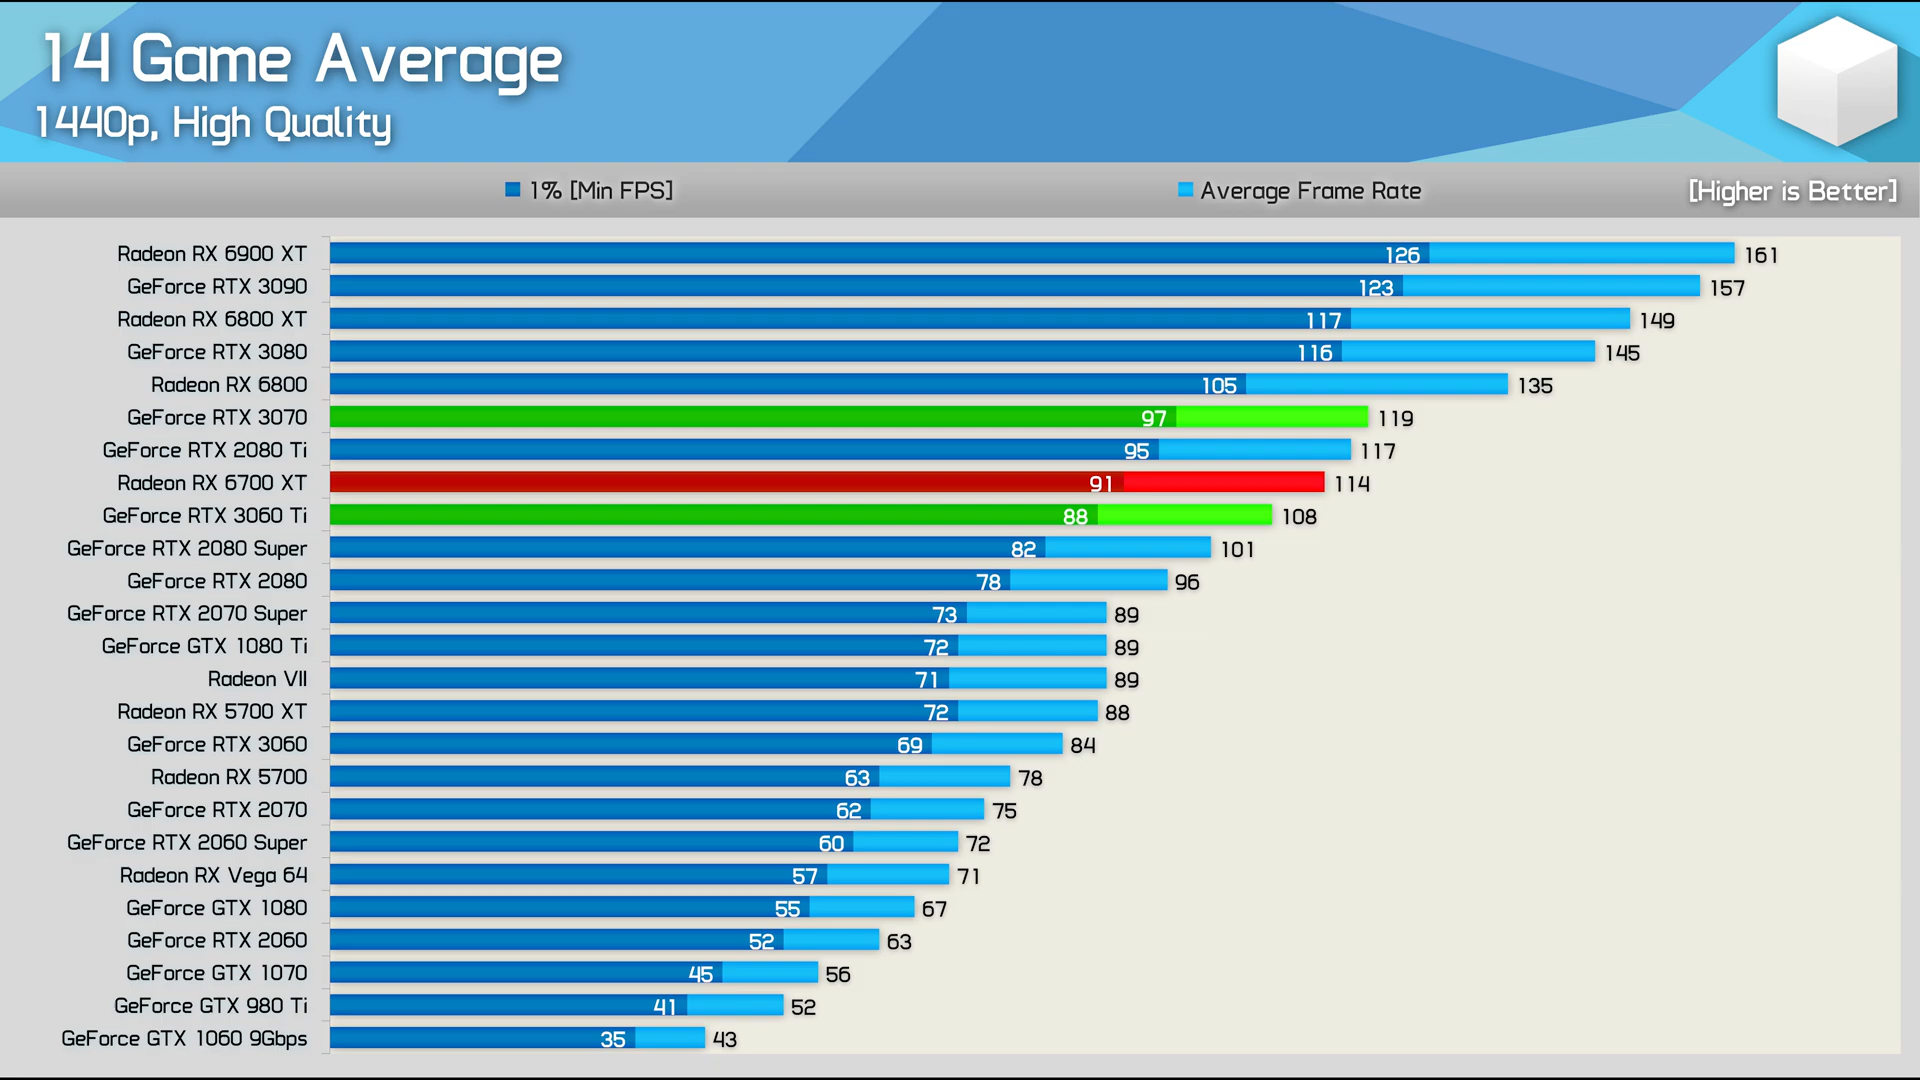 14 Game Average
1440p, High Quality
1% [Min FPS] Average Frame Rate [Higher is Better]
Radeon RX 6900 XT 126 161
GeForce RTX 3090 123 157
Radeon RX 6800 XT 117 149
GeForce RTX 3080 116 145
Radeon RX 6800 105 135
GeForce RTX 3070 97 119
GeForce RTX 2080 Ti 95 117
Radeon RX 6700 XT 91 114
GeForce RTX 3060 Ti 88 108
GeForce RTX 2080 Super 82 101
GeForce RTX 2080 78 96
GeForce RTX 2070 Super 73 89
GeForce GTX 1080 Ti 72 89
Radeon VII 71 89
Radeon RX 5700 XT 72 88
GeForce RTX 3060 69 84
Radeon RX 5700 63 78
GeForce RTX 2070 62 75
GeForce RTX 2060 Super 60 72
Radeon RX Vega 64 57 71
GeForce GTX 1080 55 67
GeForce RTX 2060 52 63
GeForce GTX 1070 45 56
GeForce GTX 980 Ti 41 52
GeForce GTX 1060 9Gbps 35 43